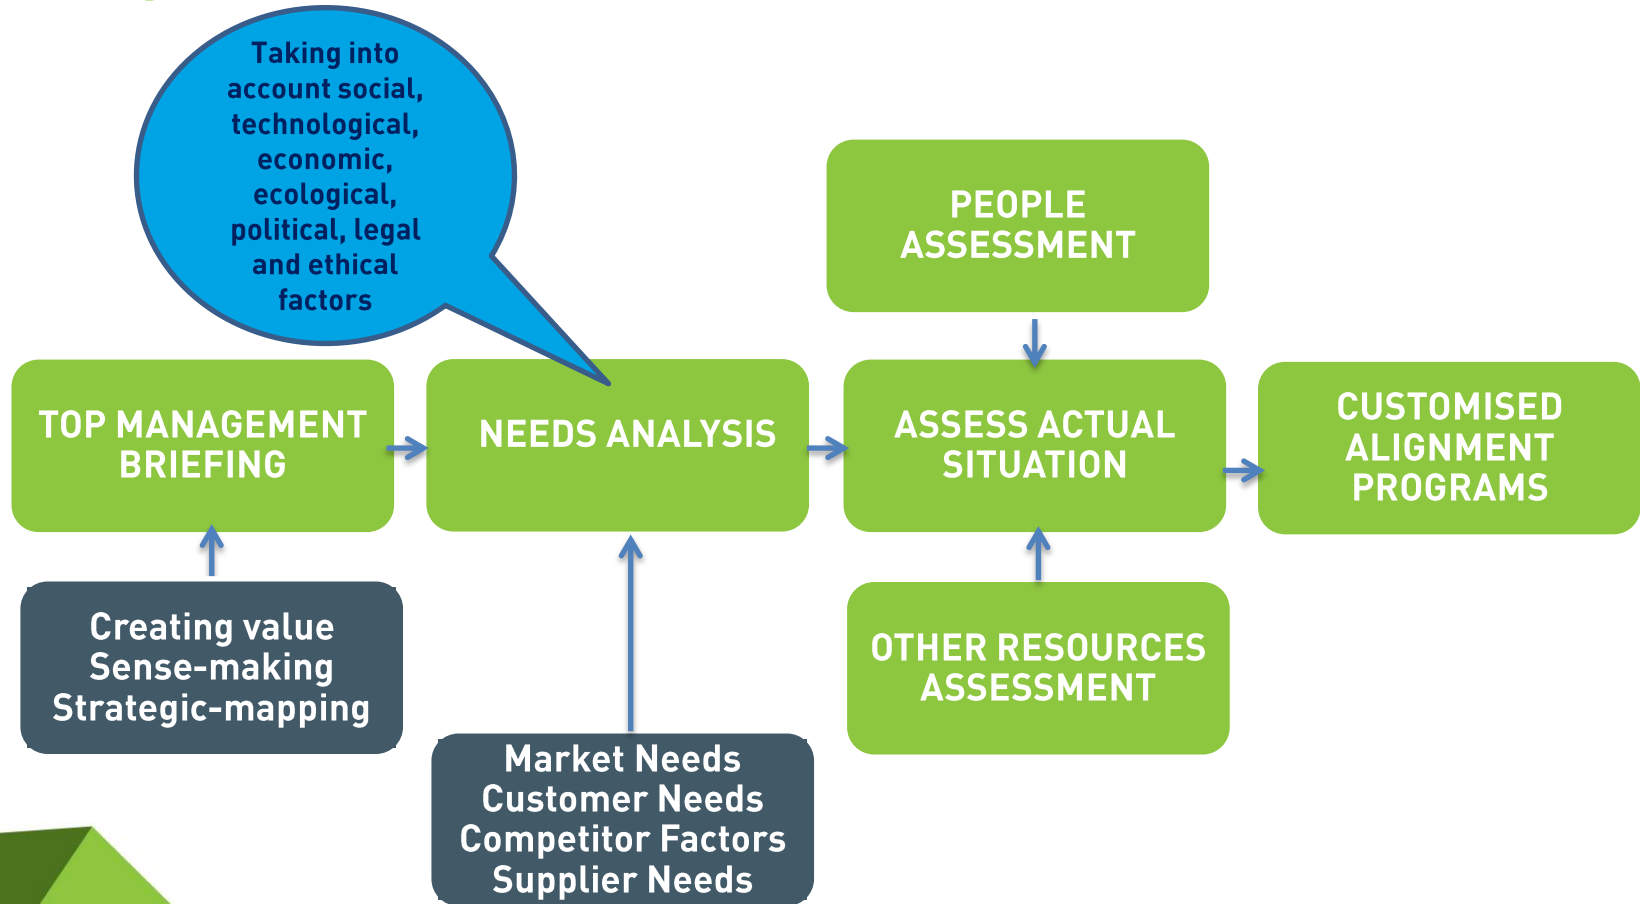 Taking into
account social,
technological,
economic,
ecological,
political, legal
and ethical
factors
PEOPLE
ASSESSMENT
TOP MANAGEMENT
BRIEFING
NEEDS ANALYSIS
ASSESS ACTUAL
SITUATION
CUSTOMISED
ALIGNMENT
PROGRAMS
Creating value
Sense-making
Strategic-mapping
OTHER RESOURCES
ASSESSMENT
Market Needs
Customer Needs
Competitor Factors
Supplier Needs